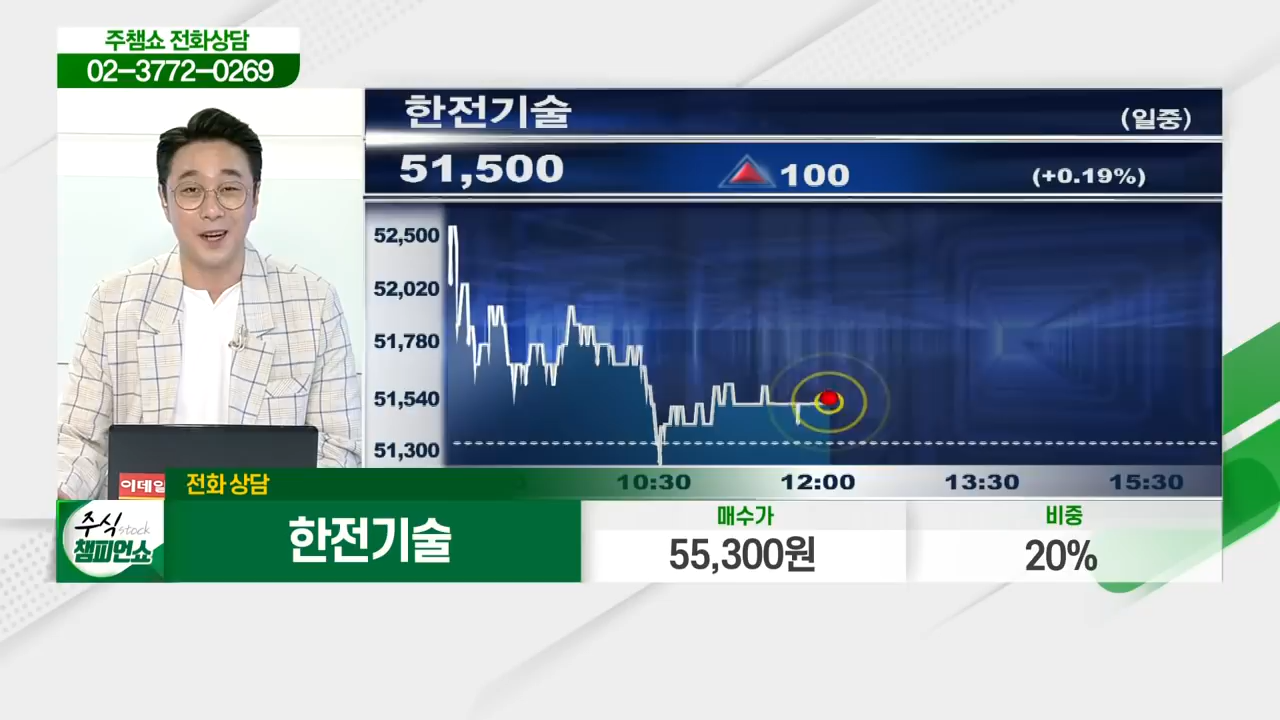 주챔쇼 전화상담
02-3772-0269
한전기술
(일중)
51,500
100
(+0.19%)
52,500
52,020
51,780
51,540
51,300
10:30
12:00
13:30
15:30
이데일
전화 상담
주식
stock
챔피언쇼
한전기술
매수가
55,300원
비중
20%